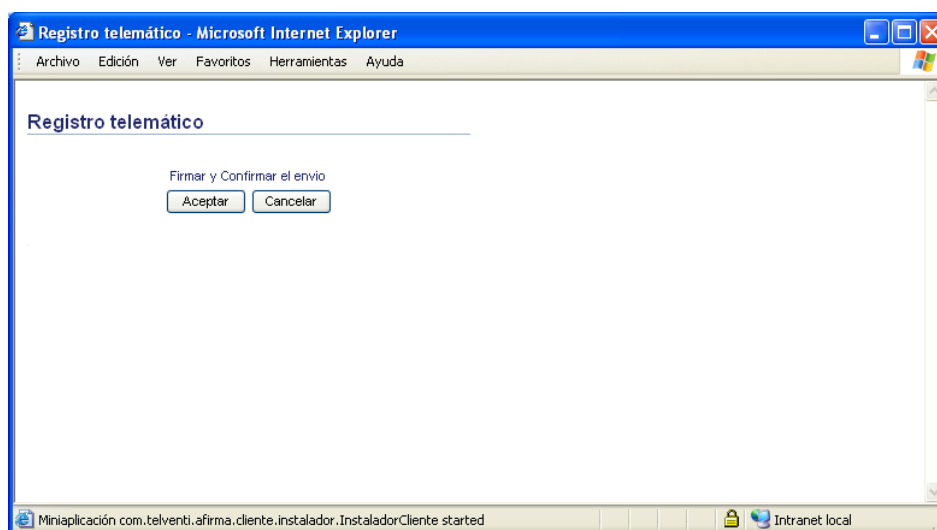 Registro telemático - Microsoft Internet Explorer
Archivo Edición Ver Favoritos Herramientas Ayuda
Registro telemático
Firmar y Confirmar el envio
Aceptar Cancelar
Miniaplicación com.telventi.afirma.cliente.instalador.InstaladorCliente started Intranet local